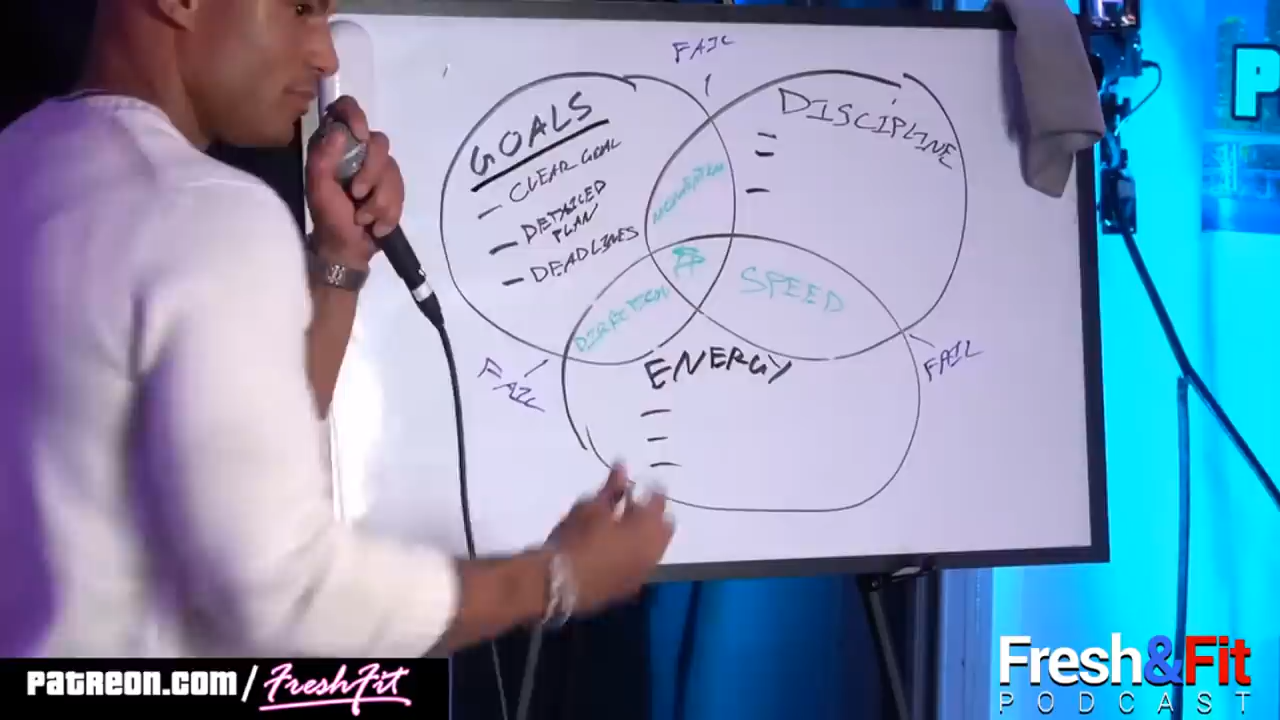 FAIL
GOALS
- CLEAR GOAL
- DETAILED
PLAN
- DEADLINES
DISCIPLINE
MOMENTUM
$
SPEED
DIRECTION
ENERGY
FAIL
FAIL
P
PATREON.COM/FreshFit
Fresh&Fit
PODCAST